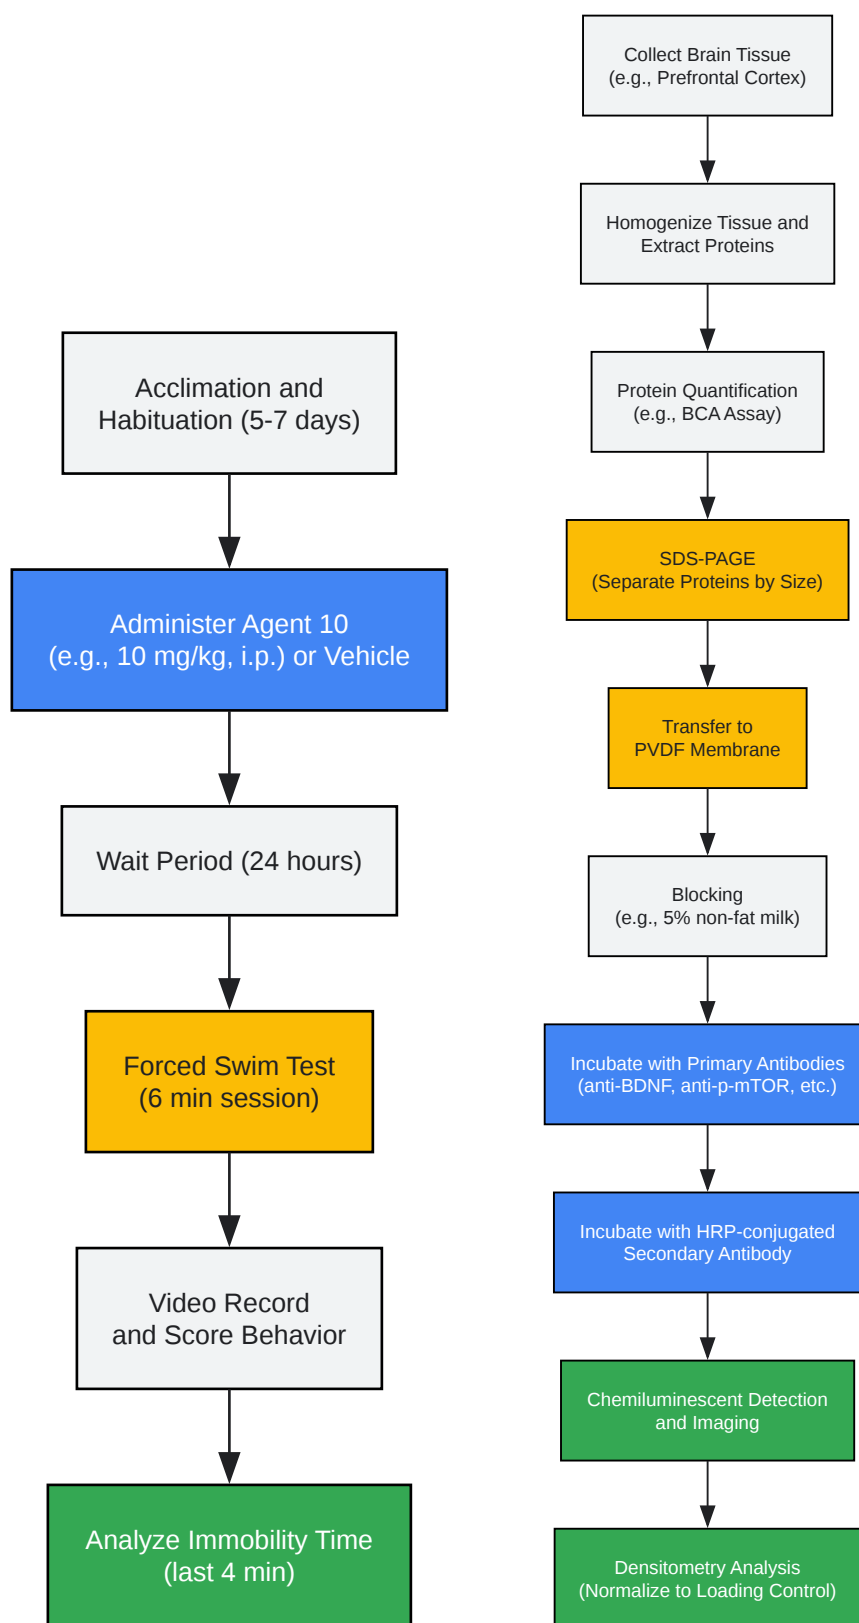 Acclimation and
Habituation (5-7 days)
Administer Agent 10
(e.g., 10 mg/kg, i.p.) or Vehicle
Wait Period (24 hours)
Forced Swim Test
(6 min session)
Video Record
and Score Behavior
Analyze Immobility Time
(last 4 min)
Collect Brain Tissue
(e.g., Prefrontal Cortex)
Homogenize Tissue and
Extract Proteins
Protein Quantification
(e.g., BCA Assay)
SDS-PAGE
(Separate Proteins by Size)
Transfer to
PVDF Membrane
Blocking
(e.g., 5% non-fat milk)
Incubate with Primary Antibodies
(anti-BDNF, anti-p-mTOR, etc.)
Incubate with HRP-conjugated
Secondary Antibody
Chemiluminescent Detection
and Imaging
Densitometry Analysis
(Normalize to Loading Control)